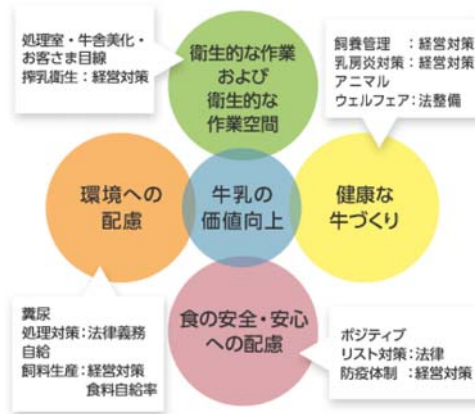 処理室・牛舎美化・
お客さま目線
搾乳衛生：経営対策
衛生的な作業
および
衛生的な
作業空間
飼養管理　：経営対策
乳房炎対策：経営対策
アニマル
ウェルフェア：法整備
環境への
配慮
牛乳の
価値向上
健康な
牛づくり
糞尿
処理対策：法律義務
自給
飼料生産：経営対策
食料自給率
食の安全・安心
への配慮
ポジティブ
リスト対策：法律
防疫体制　：経営対策